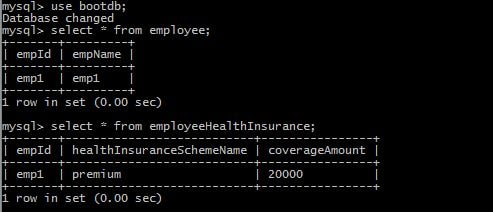 mysql> use bootdb;
Database changed
mysql> select * from employee;
+-------+---------+
| empId | empName |
+-------+---------+
| emp1  | emp1    |
+-------+---------+
1 row in set (0.00 sec)

mysql> select * from employeeHealthInsurance;
+-------+---------------------------+----------------+
| empId | healthInsuranceSchemeName | coverageAmount |
+-------+---------------------------+----------------+
| emp1  | premium                   | 20000          |
+-------+---------------------------+----------------+
1 row in set (0.00 sec)